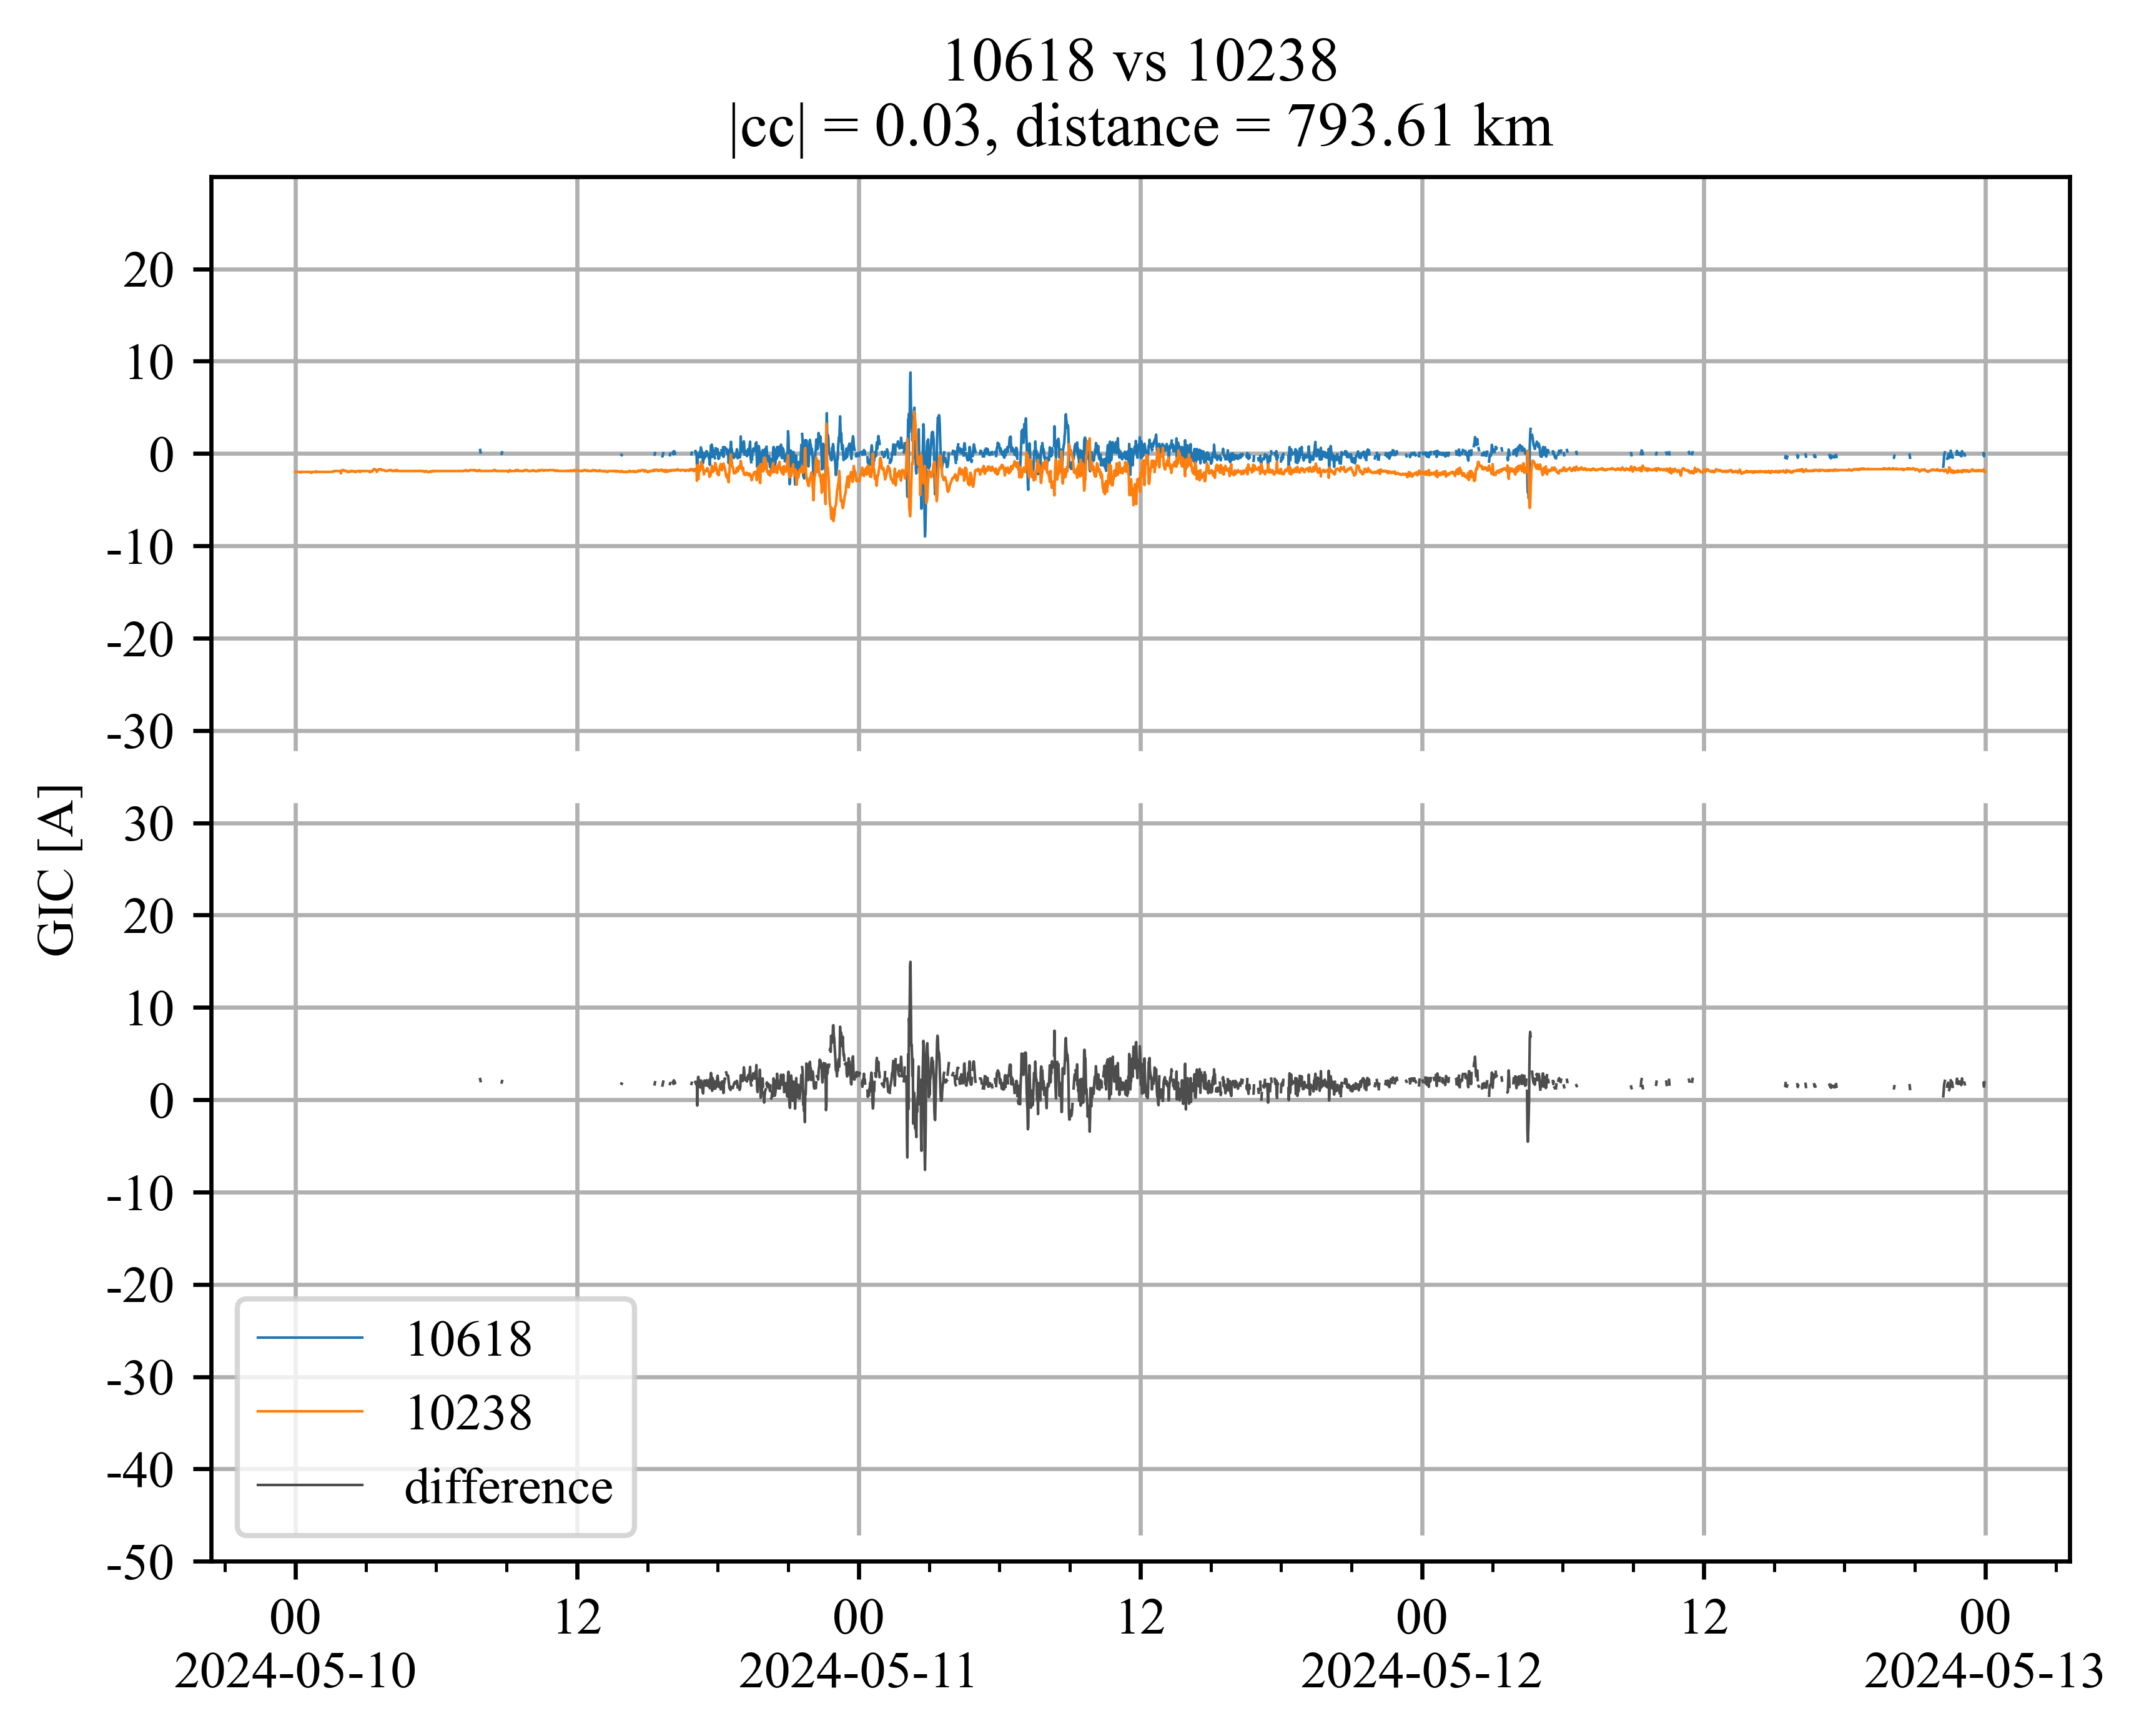 10618 vs 10238
|cc| = 0.03, distance = 793.61 km
20
10
0
-10
-20
-30
30
20
10
0
-10
-20
-30
-40
-50
GIC [A]
10618
10238
difference
00 12 00 12 00 12 00
2024-05-10 2024-05-11 2024-05-12 2024-05-13